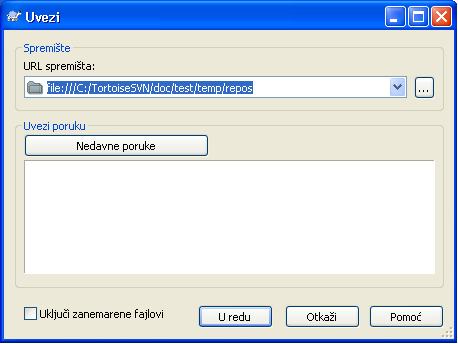 Uvezi
Spremište
URL spremišta:
file:///C:/TortoiseSVN/doc/test/temp/repos
...
Uvezi poruku
Nedavne poruke
Uključi zanemarene fajlovi
U redu
Otkaži
Pomoć